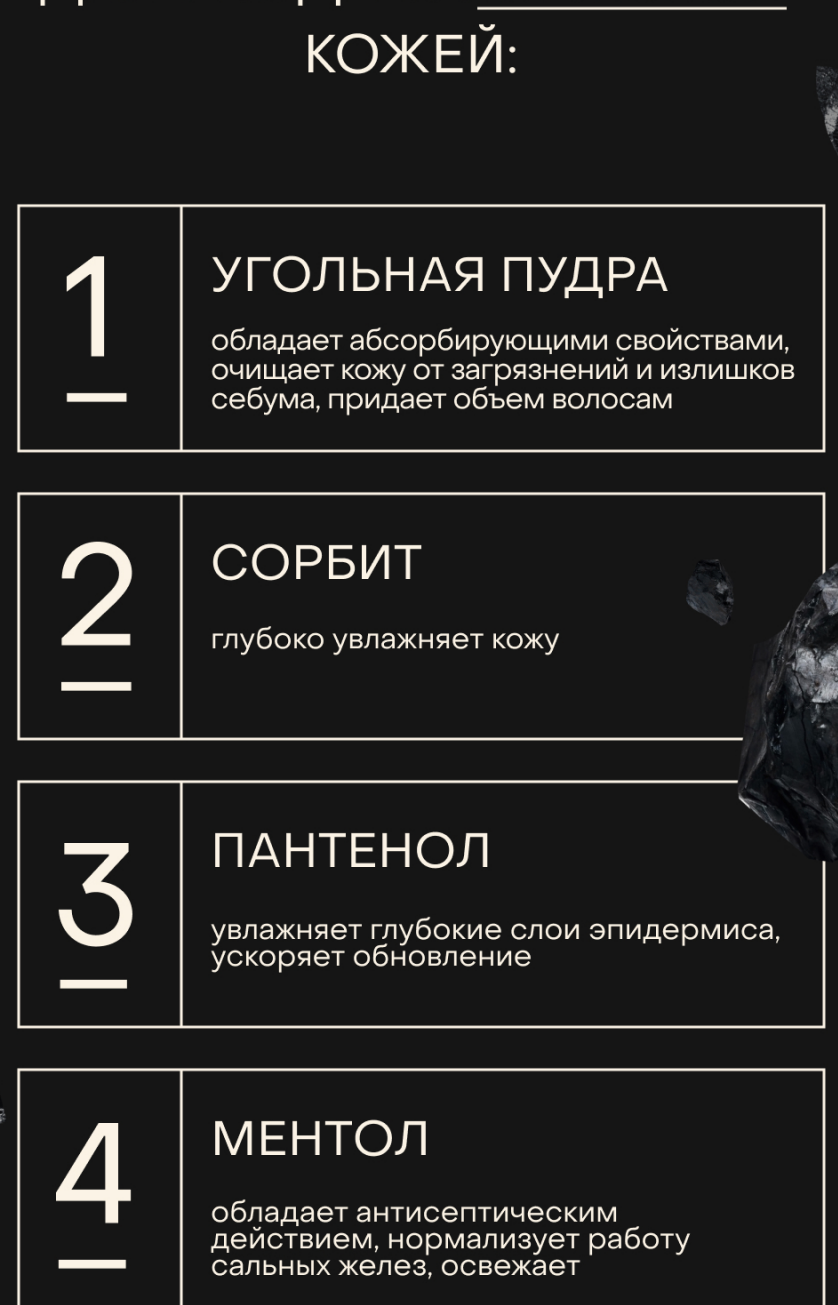 КОЖЕЙ:
1
УГОЛЬНАЯ ПУДРА
обладает абсорбирующими свойствами,
очищает кожу от загрязнений и излишков
себума, придает объем волосам
2
СОРБИТ
глубоко увлажняет кожу
3
ПАНТЕНОЛ
увлажняет глубокие слои эпидермиса,
ускоряет обновление
4
МЕНТОЛ
обладает антисептическим
действием, нормализует работу
сальных желез, освежает